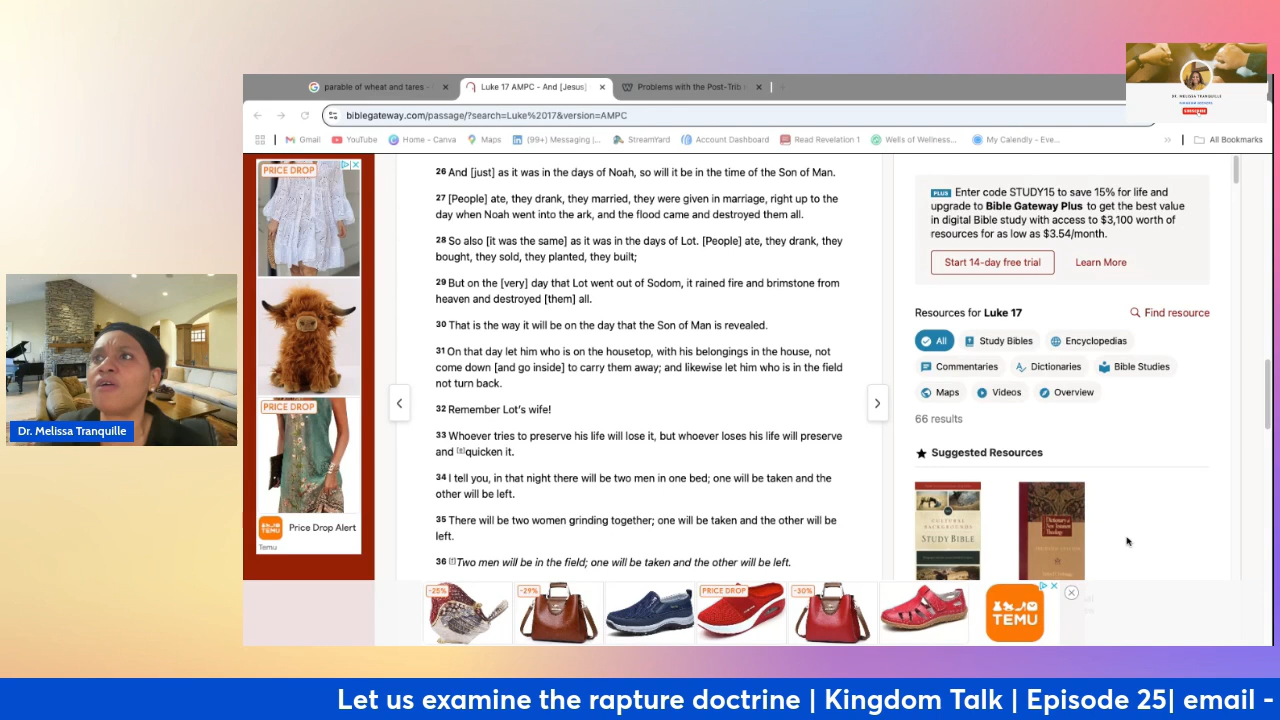 parable of wheat and tares -
Luke 17 AMPC - And [Jesus]
Problems with the Post-Trib
biblegateway.com/passage/?search=Luke%2017&version=AMPC
Gmail
YouTube
Home - Canva
Maps
(99+) Messaging |...
StreamYard
Account Dashboard
Read Revelation 1
Wells of Wellness...
My Calendly - Eve...
»
All Bookmarks
DR. MELISSA TRANQUILLE
PRICE DROP
26 And [just] as it was in the days of Noah, so will it be in the time of the Son of Man.
27 [People] ate, they drank, they married, they were given in marriage, right up to the
day when Noah went into the ark, and the flood came and destroyed them all.
28 So also [it was the same] as it was in the days of Lot. [People] ate, they drank, they
bought, they sold, they planted, they built;
29 But on the [very] day that Lot went out of Sodom, it rained fire and brimstone from
heaven and destroyed [them] all.
30 That is the way it will be on the day that the Son of Man is revealed.
31 On that day let him who is on the housetop, with his belongings in the house, not
come down [and go inside] to carry them away; and likewise let him who is in the field
not turn back.
32 Remember Lot's wife!
33 Whoever tries to preserve his life will lose it, but whoever loses his life will preserve
and quicken it.
34 I tell you, in that night there will be two men in one bed; one will be taken and the
other will be left.
35 There will be two women grinding together; one will be taken and the other will be
left.
36 Two men will be in the field; one will be taken and the other will be left.
PLUS Enter code STUDY15 to save 15% for life and
upgrade to Bible Gateway Plus to get the best value
in digital Bible study with access to $3,100 worth of
resources for as low as $3.54/month.
Start 14-day free trial
Learn More
Resources for Luke 17
Find resource
All
Study Bibles
Encyclopedias
Commentaries
Dictionaries
Bible Studies
Maps
Videos
Overview
66 results
Suggested Resources
CULTURAL
BACKGROUNDS
STUDY BIBLE
PRICE DROP
Price Drop Alert
Temu
Dr. Melissa Tranquille
-25%
-29%
PRICE DROP
-30%
TEMU
Let us examine the rapture doctrine | Kingdom Talk | Episode 25| email -